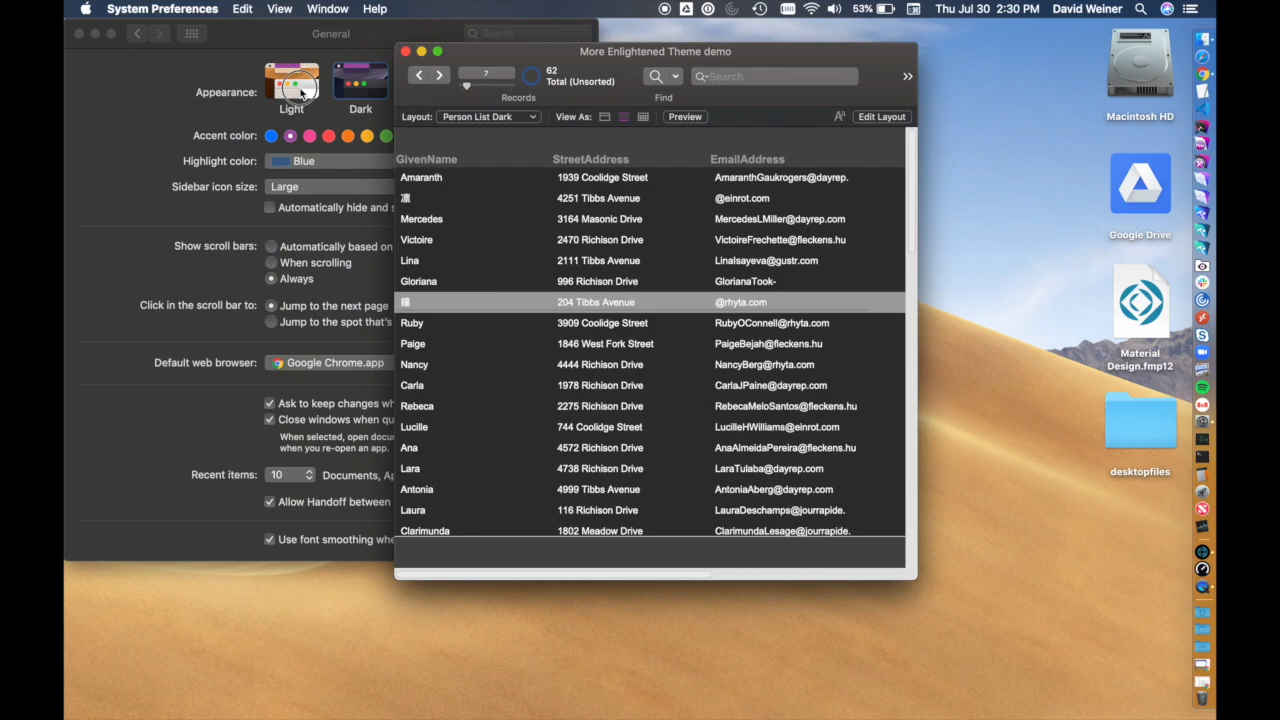 System Preferences Edit View Window Help 53% Thu Jul 30 2:30 PM David Weiner
General Search
Appearance: Light Dark
Accent color:
Highlight color: Blue
Sidebar icon size: Large
Automatically hide and s
Show scroll bars: Automatically based on
When scrolling
Always
Click in the scroll bar to: Jump to the next page
Jump to the spot that's
Default web browser: Google Chrome.app
Ask to keep changes wh
Close windows when qu
When selected, open docu
when you re-open an app.
Recent items: 10 Documents, Ap
Allow Handoff between
Use font smoothing whe
More Enlightened Theme demo
7 62
Total (Unsorted) Search
Records Find
Layout: Person List Dark View As: Preview Edit Layout
GivenName StreetAddress EmailAddress
Amaranth 1939 Coolidge Street AmaranthGaukrogers@dayrep.
凛 4251 Tibbs Avenue @einrot.com
Mercedes 3164 Masonic Drive MercedesLMiller@dayrep.com
Victoire 2470 Richison Drive VictoireFrechette@fleckens.hu
Lina 2111 Tibbs Avenue LinaIsayeva@gustr.com
Gloriana 996 Richison Drive GlorianaTook-
204 Tibbs Avenue @rhyta.com
Ruby 3909 Coolidge Street RubyOConnell@rhyta.com
Paige 1846 West Fork Street PaigeBejah@fleckens.hu
Nancy 4444 Richison Drive NancyBerg@rhyta.com
Carla 1978 Richison Drive CarlaJPaine@dayrep.com
Rebeca 2275 Richison Drive RebecaMeloSantos@fleckens.hu
Lucille 744 Coolidge Street LucilleHWilliams@einrot.com
Ana 4572 Richison Drive AnaAlmeidaPereira@fleckens.hu
Lara 4738 Richison Drive LaraTulaba@dayrep.com
Antonia 4999 Tibbs Avenue AntoniaAberg@dayrep.com
Laura 116 Richison Drive LauraDeschamps@jourrapide.
Clarimunda 1802 Meadow Drive ClarimundaLesage@jourrapide.
Macintosh HD
Google Drive
Material
Design.fmp12
desktopfiles